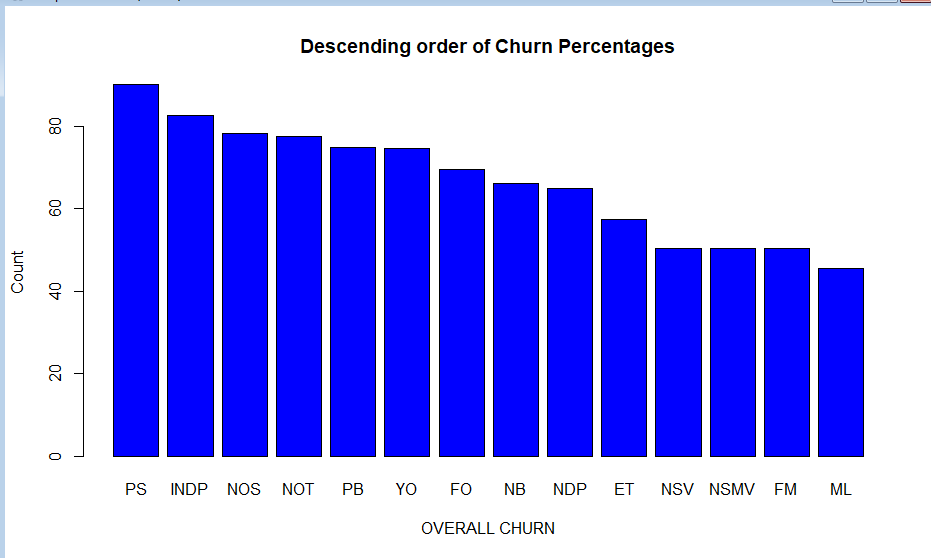 Descending order of Churn Percentages
Count
80
60
40
20
0
PS INDP NOS NOT PB YO FO NB NDP ET NSV NSMV FM ML
OVERALL CHURN